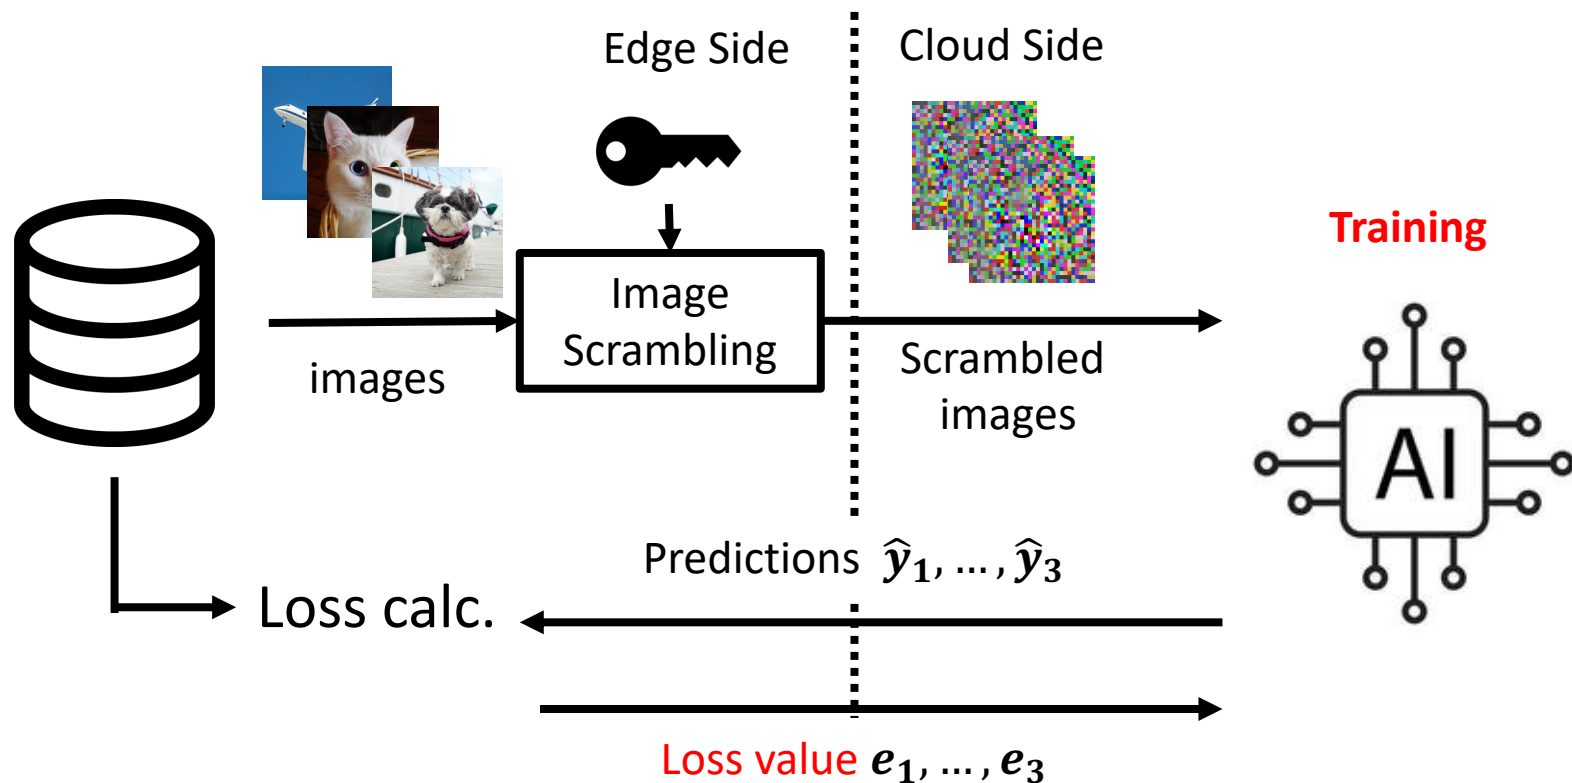 Edge Side
Cloud Side
Training
Image
Scrambling
images
Scrambled
images
AI
Predictions ŷ₁, ... , ŷ₃
Loss calc.
Loss value e₁, ... , e₃